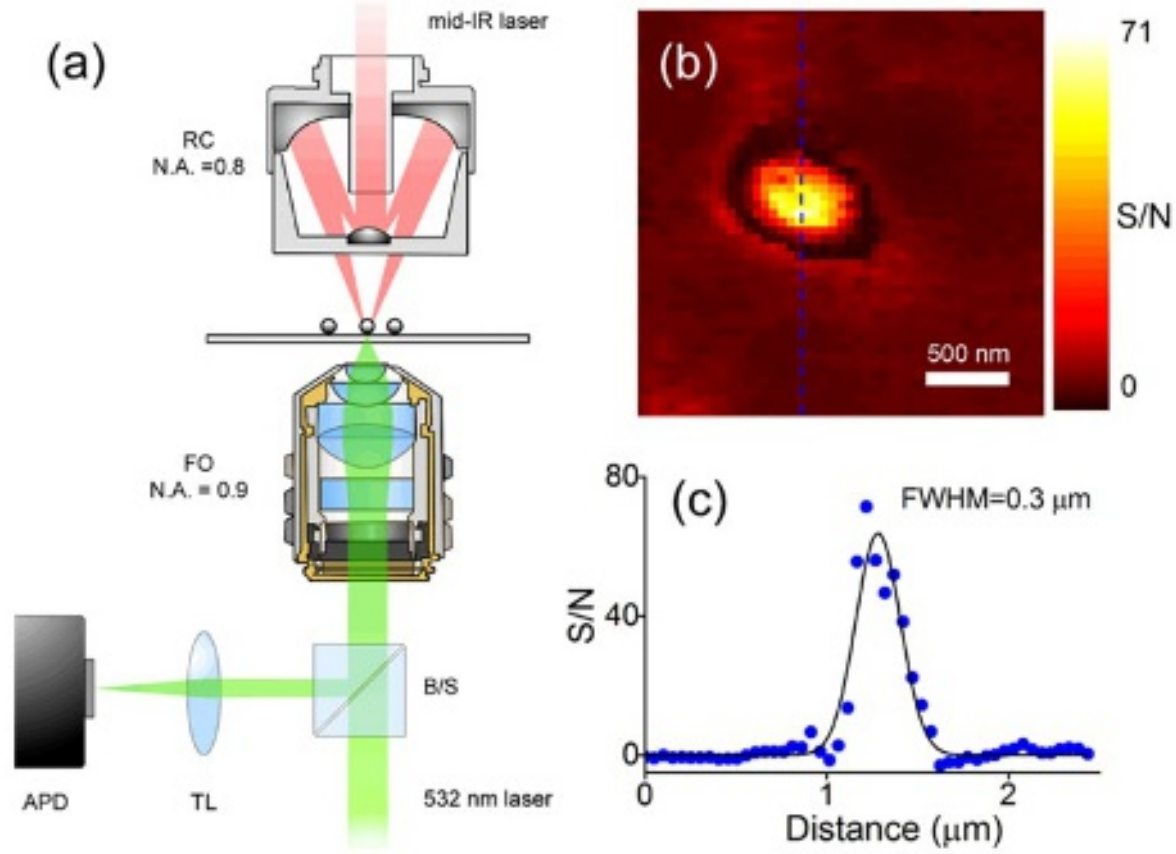 (a)
mid-IR laser
RC
N.A. =0.8
FO
N.A. = 0.9
B/S
APD
TL
532 nm laser
(b)
71
S/N
0
500 nm
(c)
FWHM=0.3 μm
80
40
0
S/N
0
1
2
Distance (μm)